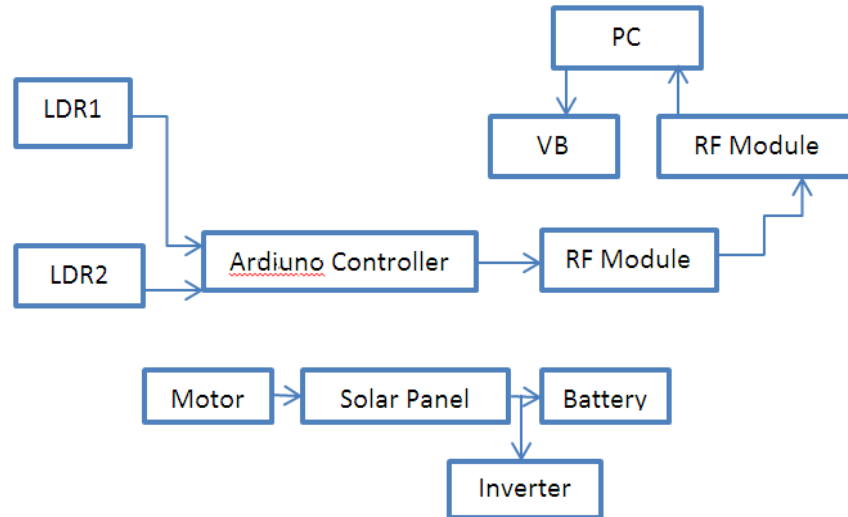 PC
LDR1
VB
RF Module
Ardiuno Controller
RF Module
LDR2
Motor
Solar Panel
Battery
Inverter